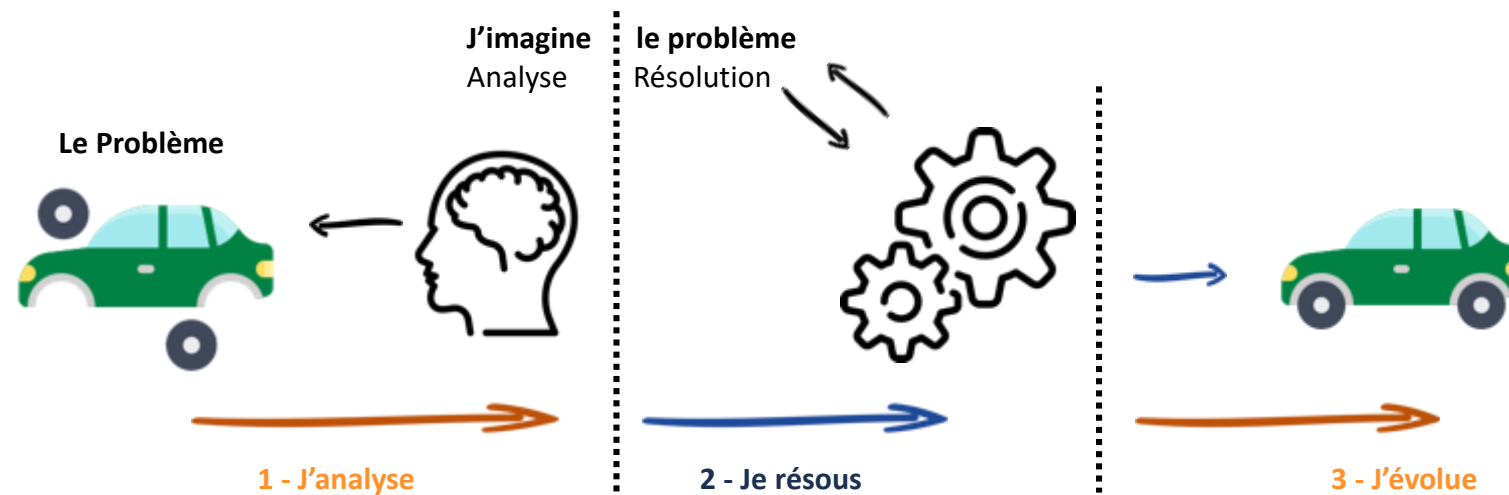 J’imagine le problème
Analyse Résolution
Le Problème
1 - J’analyse
2 - Je résous
3 - J’évolue